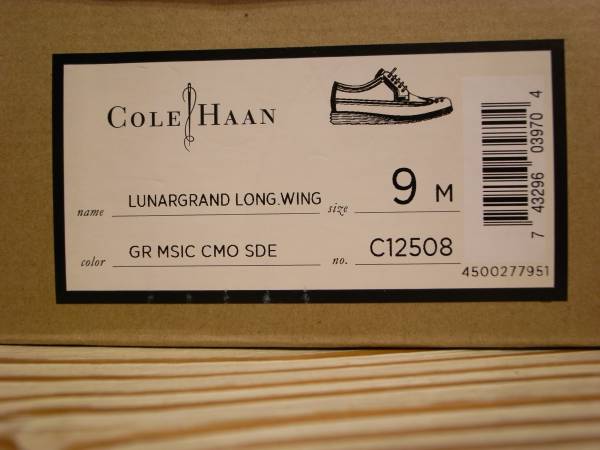 COLE HAAN
name LUNARGRAND LONG.WING size 9 M
color GR MSIC CMO SDE no. C12508
7 43296 03970 4
4500277951